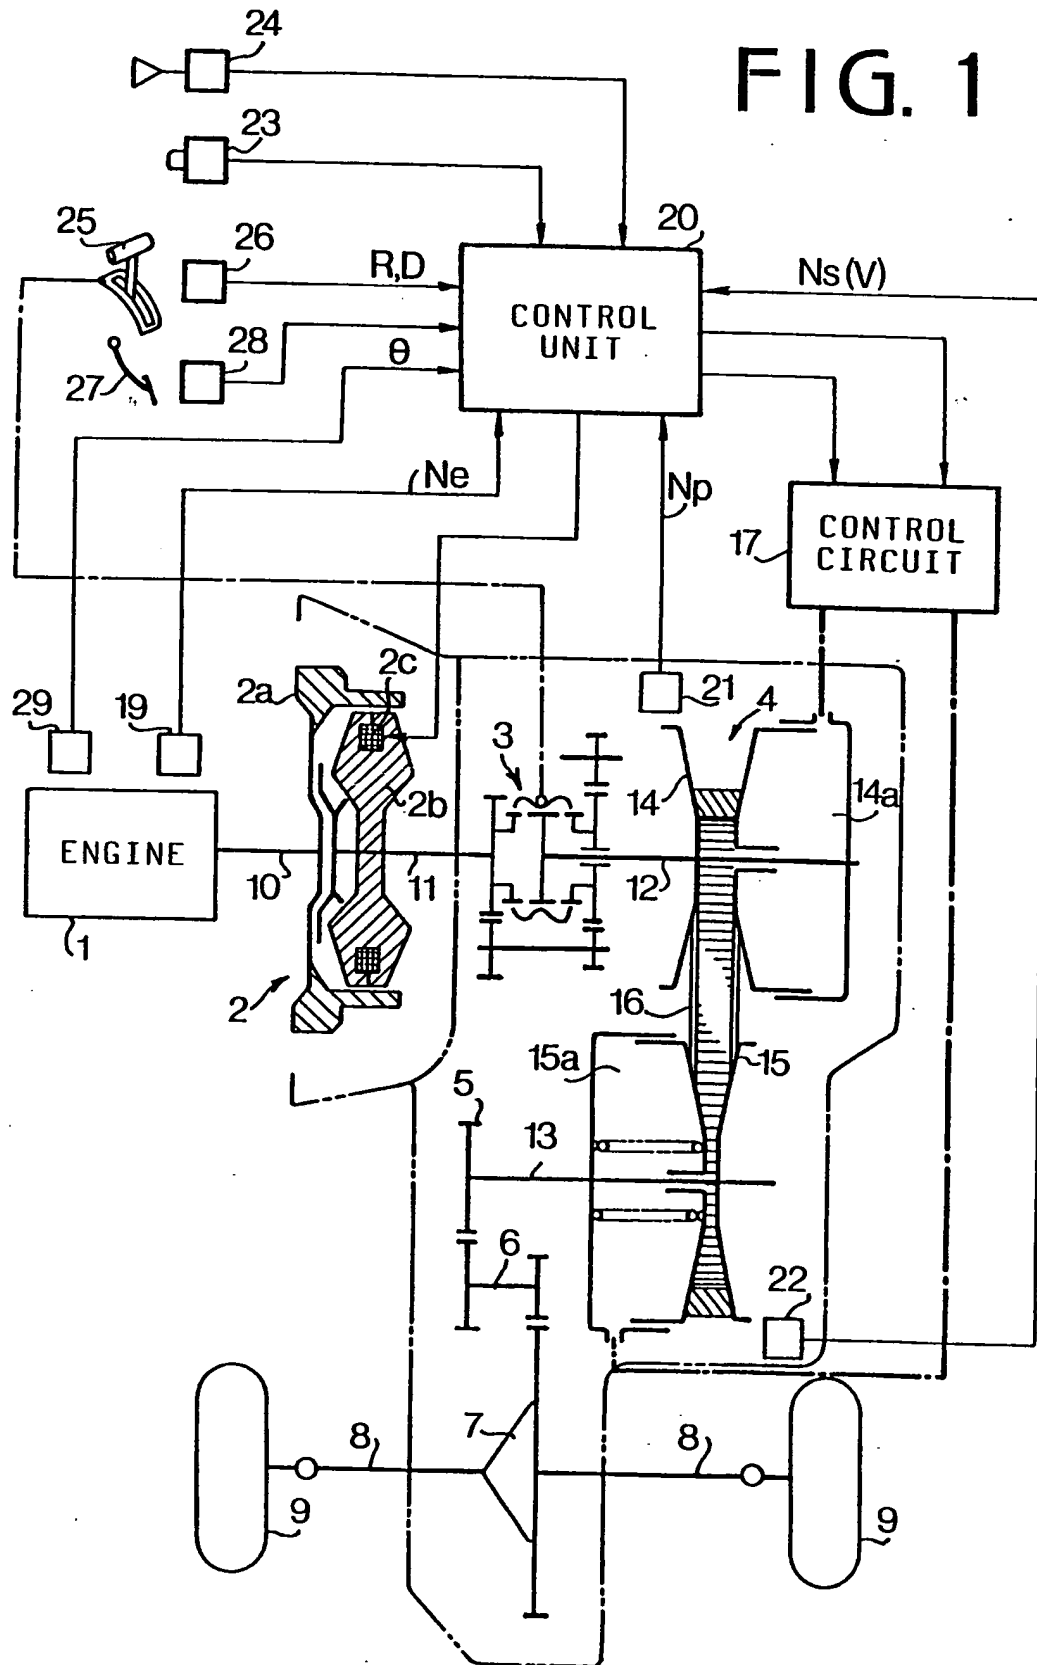 FIG. 1
24
23
25
26
R,D
20
Ns(V)
CONTROL
UNIT
28
θ
27
Ne
Np
CONTROL
CIRCUIT
17
2c
2a
21
29
19
3
4
14
2b
14a
ENGINE
10
11
12
1
2
16
15a
15
5
13
6
22
7
8
8
9
9